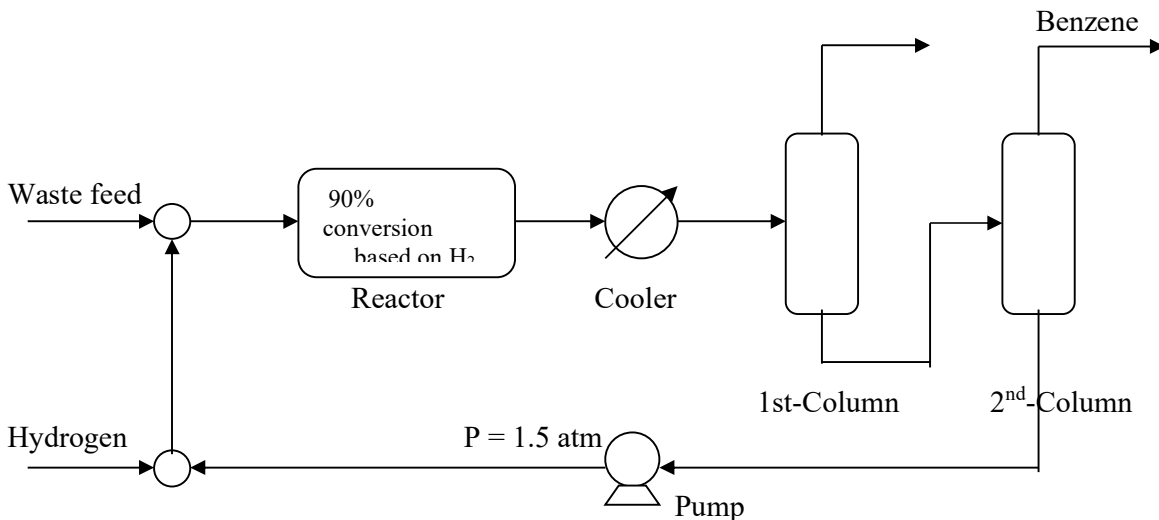 Benzene
Waste feed
90%
conversion
based on H₂
Reactor
Cooler
1st-Column
2ⁿᵈ-Column
Hydrogen
P = 1.5 atm
Pump